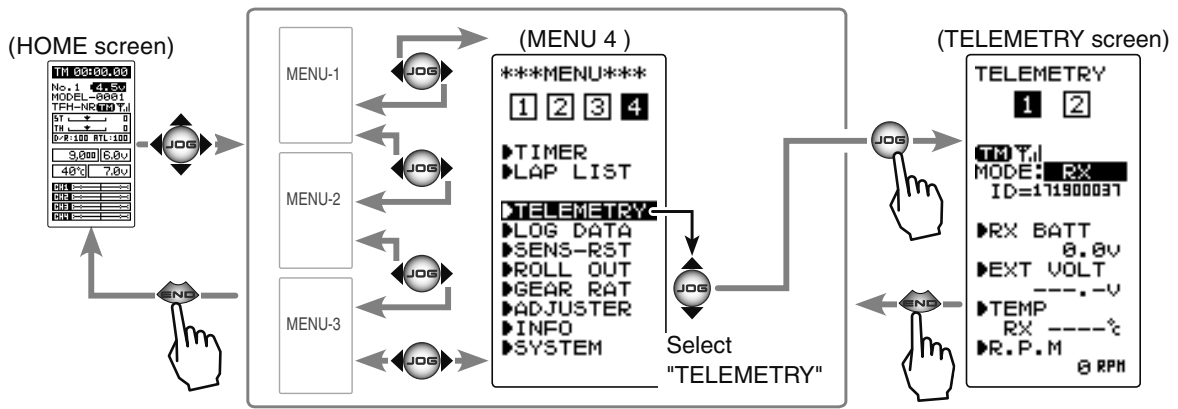 (HOME screen)
TM 00:00.00
No.1 4.5V
MODEL-0001
TFH-NR TM
ST 0
TH 0
D/R:100 ATL:100
9,000 6.0V
40℃ 7.0V
CH1
CH2
CH3
CH4
END
JOG
MENU-1
MENU-2
MENU-3
JOG
JOG
JOG
JOG
(MENU 4 )
***MENU***
1 2 3 4
TIMER
LAP LIST
TELEMETRY
LOG DATA
SENS-RST
ROLL OUT
GEAR RAT
ADJUSTER
INFO
SYSTEM
JOG
Select
"TELEMETRY"
JOG
END
(TELEMETRY screen)
TELEMETRY
1 2
TM
MODE: RX
ID=171900037
RX BATT
0.0V
EXT VOLT
---.-V
TEMP
RX ----℃
R.P.M
0 RPM